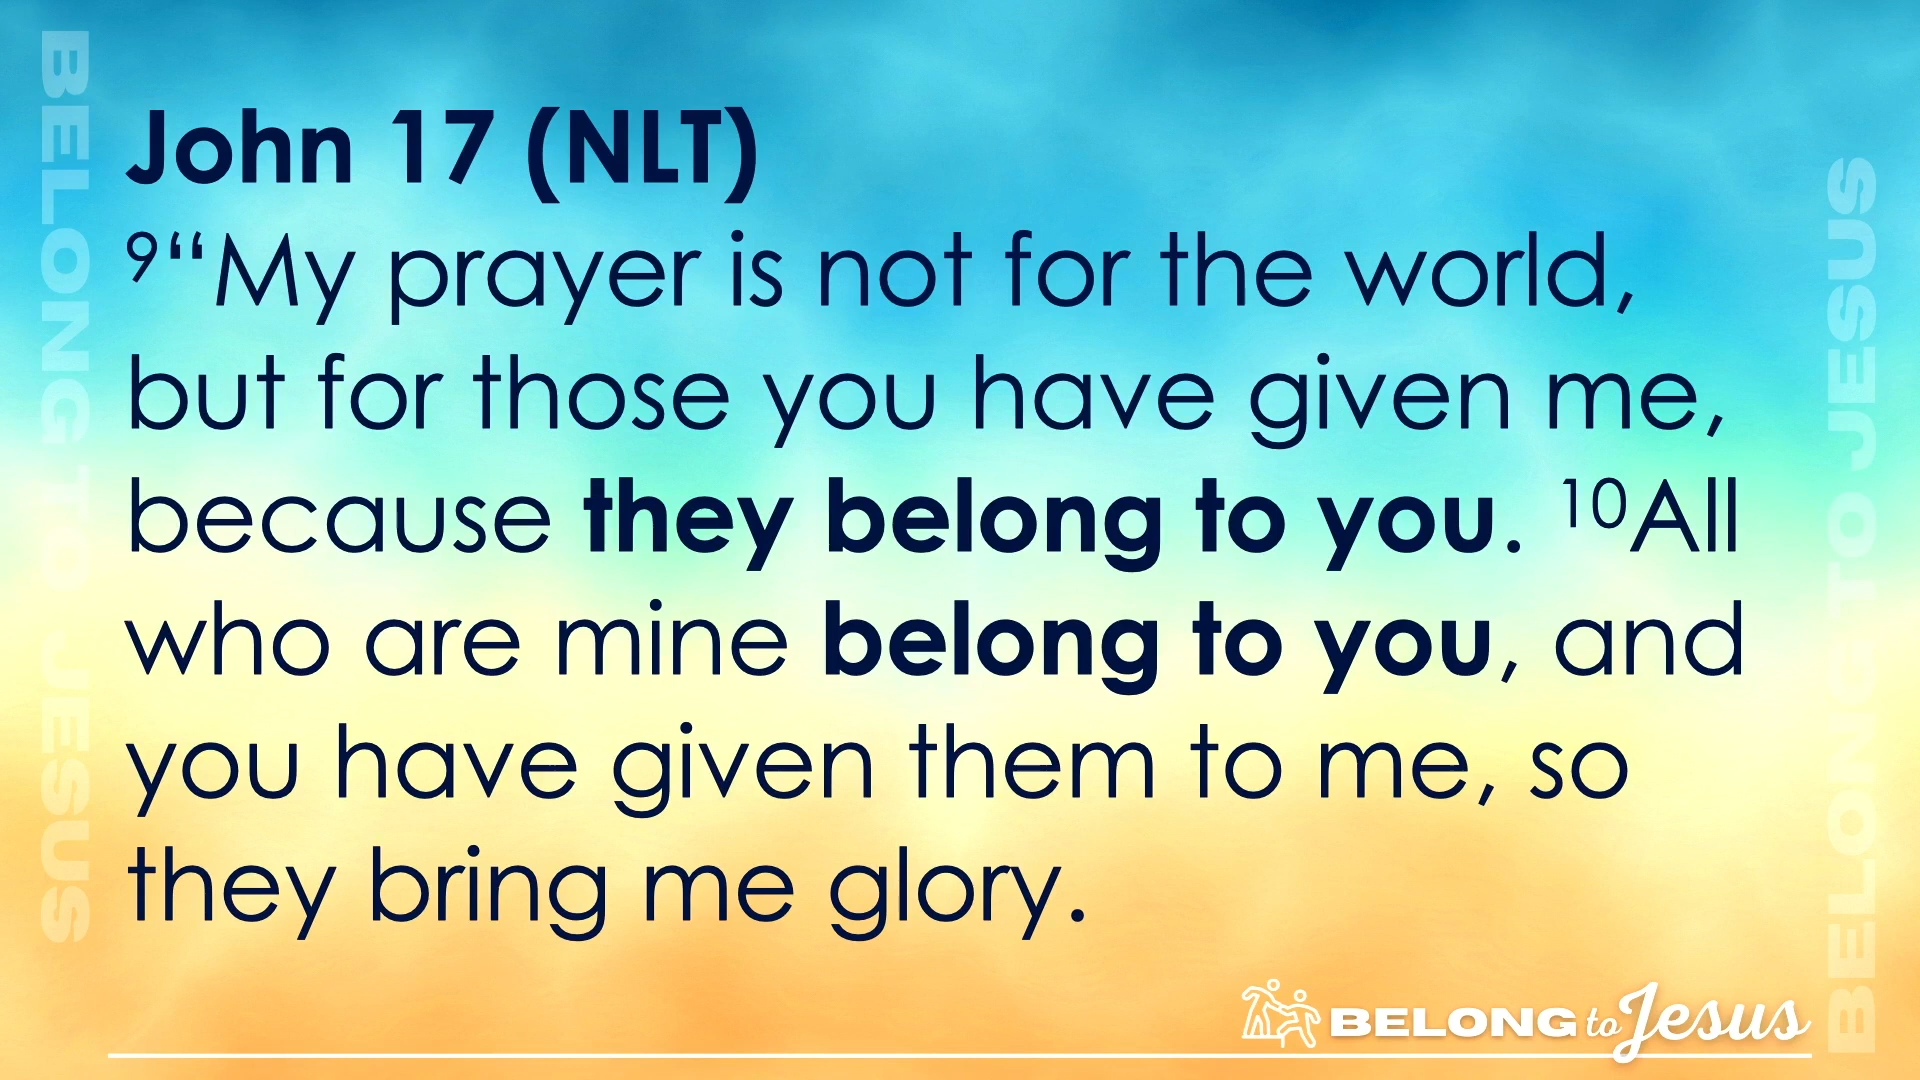 John 17 (NLT)
⁹“My prayer is not for the world,
but for those you have given me,
because they belong to you. ¹⁰All
who are mine belong to you, and
you have given them to me, so
they bring me glory.
BELONG to Jesus
BELONG TO JESUS
BELONG TO JESUS